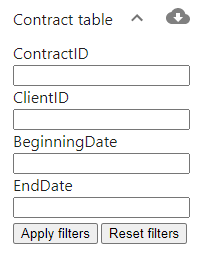 Contract table
ContractID
ClientID
BeginningDate
EndDate
Apply filters Reset filters